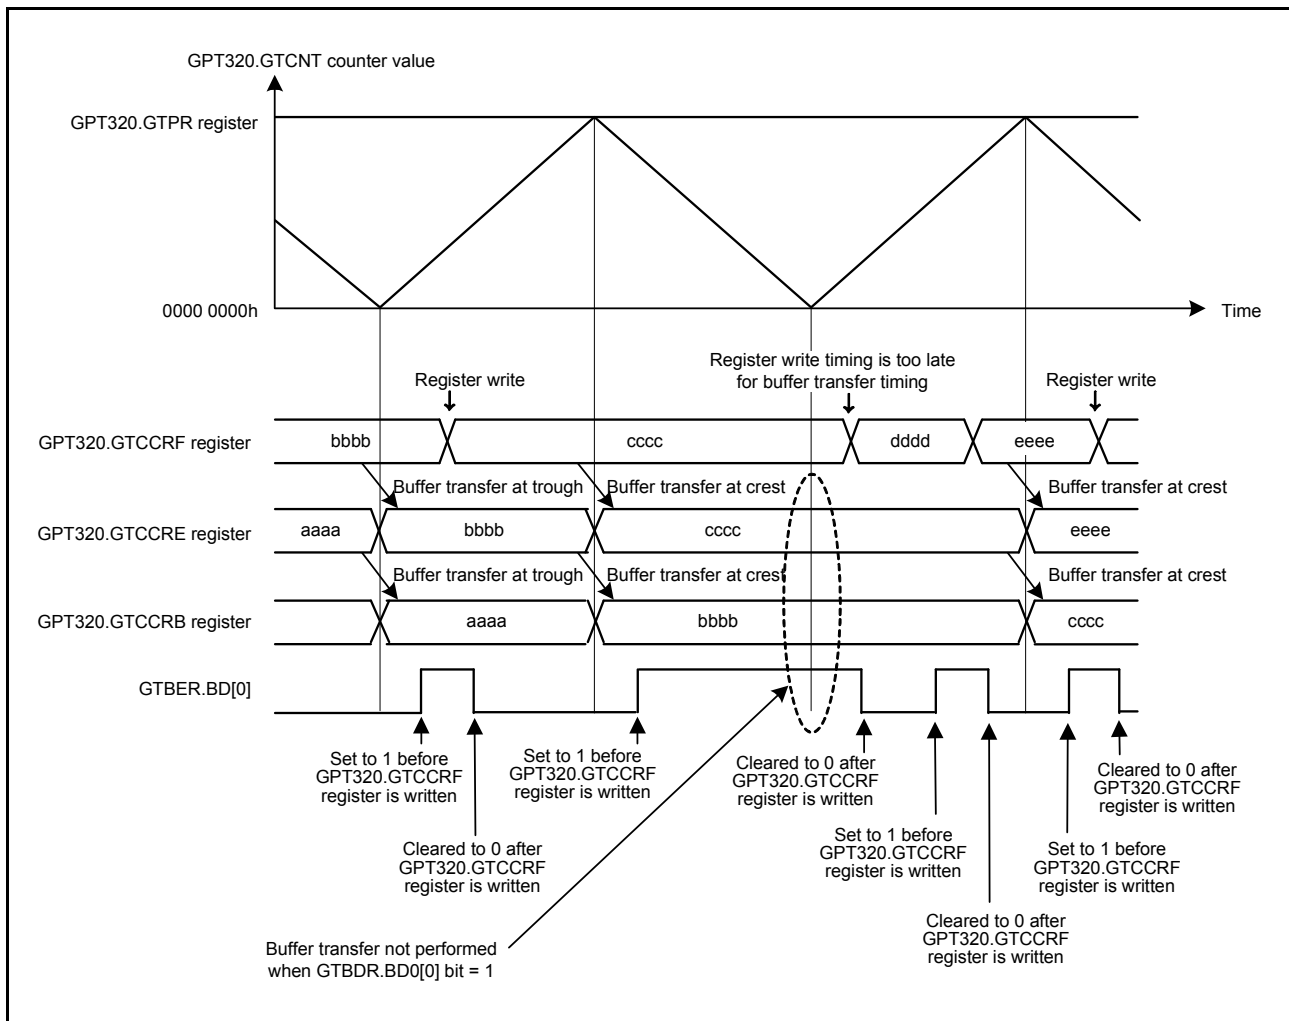 GPT320.GTCNT counter value
GPT320.GTPR register
0000 0000h
Time
Register write
Register write timing is too late
for buffer transfer timing
Register write
GPT320.GTCCRF register
bbbb
cccc
dddd
eeee
Buffer transfer at trough
Buffer transfer at crest
Buffer transfer at crest
GPT320.GTCCRE register
aaaa
bbbb
cccc
eeee
Buffer transfer at trough
Buffer transfer at crest
Buffer transfer at crest
GPT320.GTCCRB register
aaaa
bbbb
cccc
GTBER.BD[0]
Set to 1 before
GPT320.GTCCRF
register is written
Set to 1 before
GPT320.GTCCRF
register is written
Cleared to 0 after
GPT320.GTCCRF
register is written
Cleared to 0 after
GPT320.GTCCRF
register is written
Cleared to 0 after
GPT320.GTCCRF
register is written
Set to 1 before
GPT320.GTCCRF
register is written
Set to 1 before
GPT320.GTCCRF
register is written
Cleared to 0 after
GPT320.GTCCRF
register is written
Buffer transfer not performed
when GTBDR.BD0[0] bit = 1